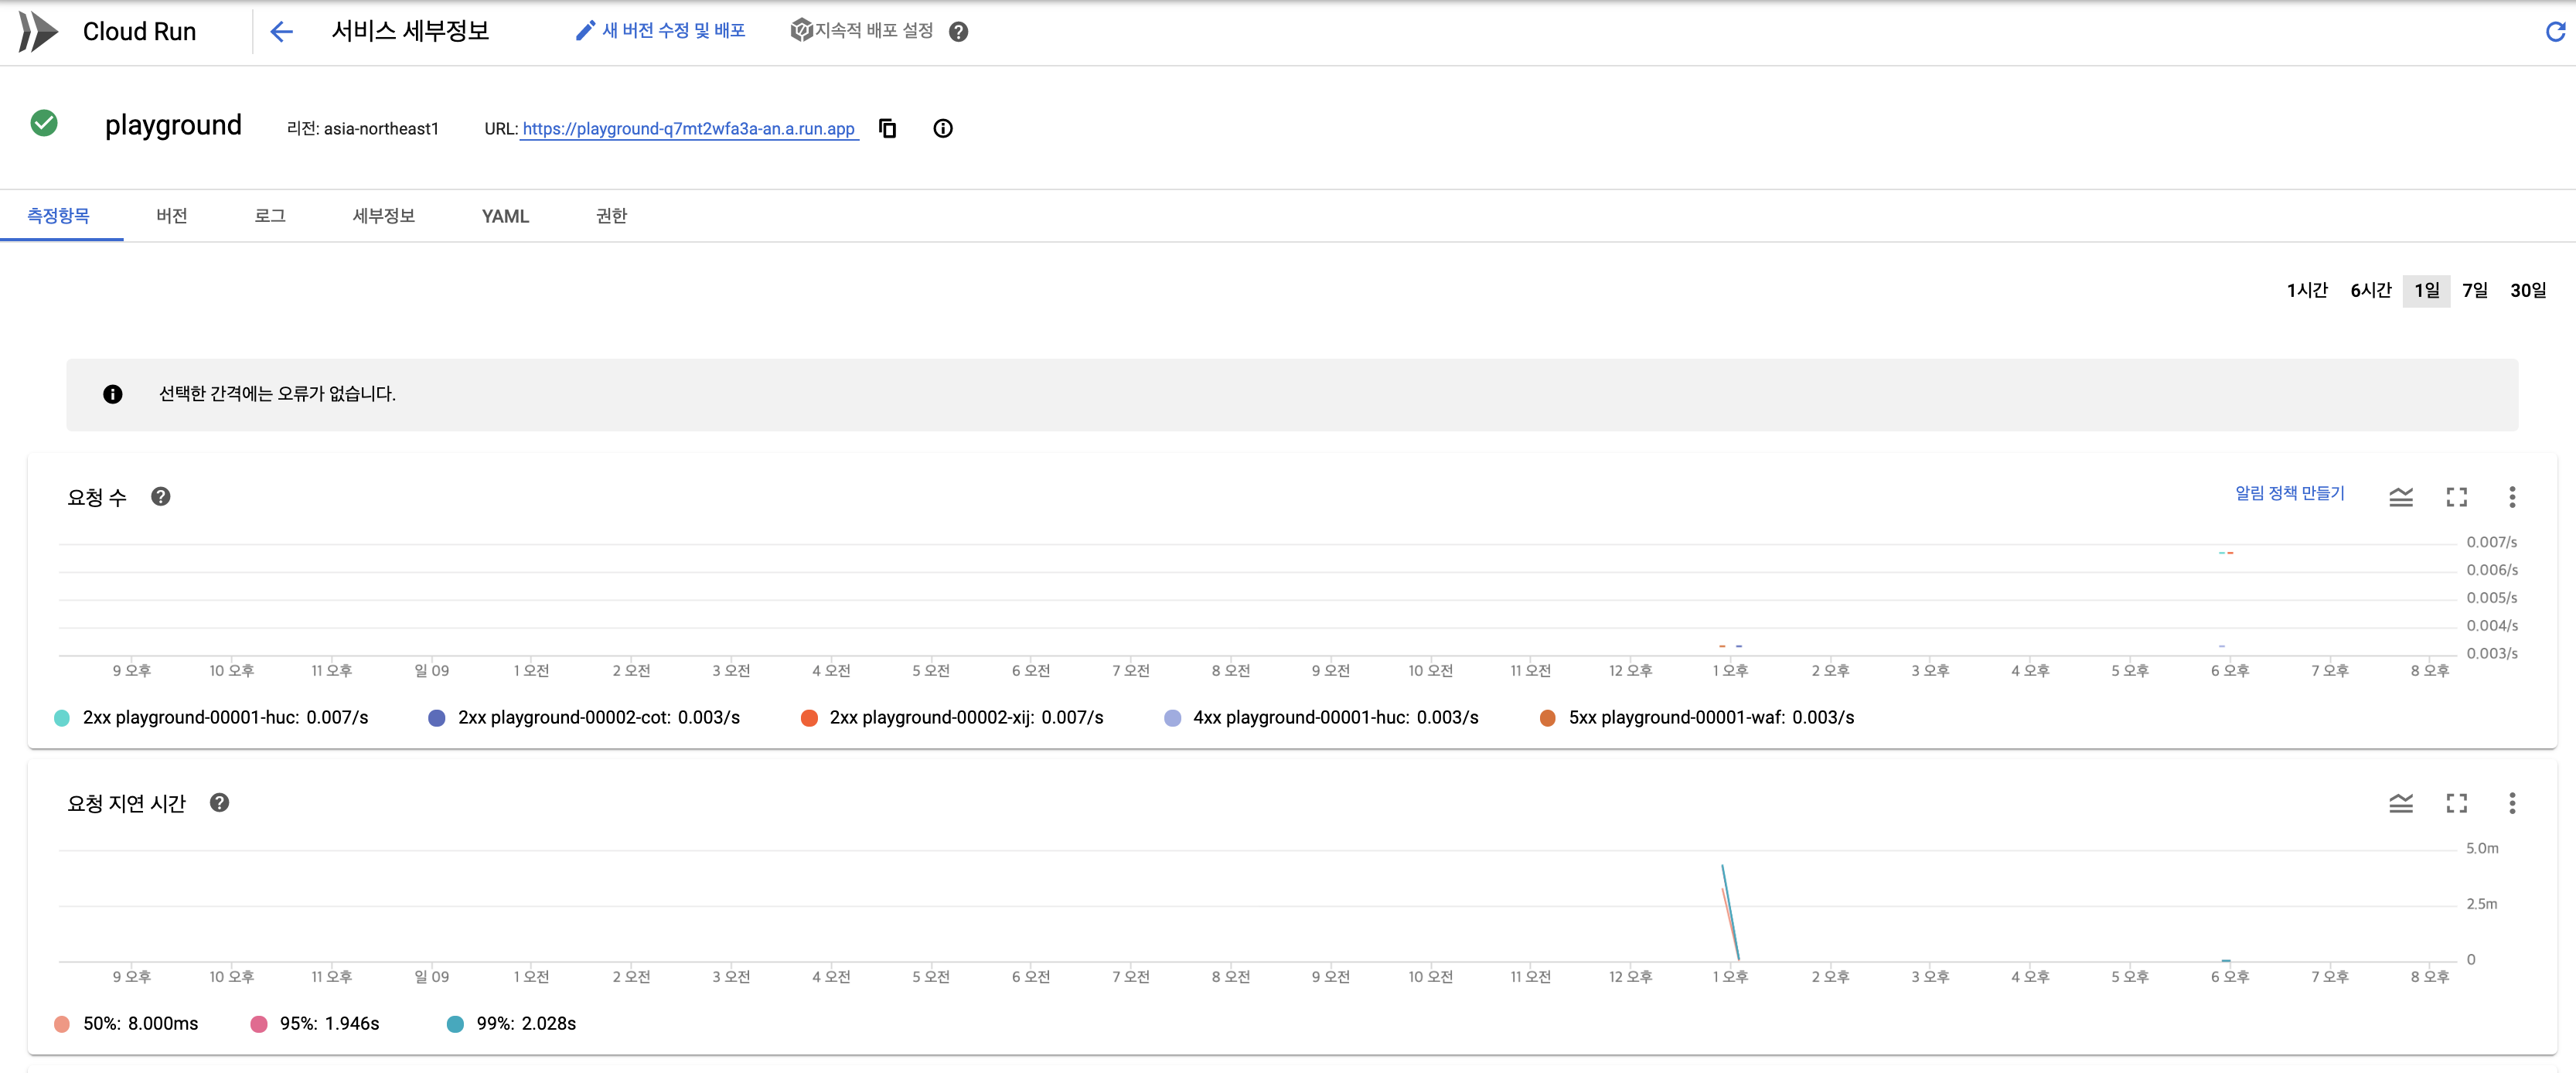 Cloud Run
서비스 세부정보
새 버전 수정 및 배포
지속적 배포 설정
playground
리전: asia-northeast1
URL: https://playground-q7mt2wfa3a-an.a.run.app
측정항목 버전 로그 세부정보 YAML 권한
1시간 6시간 1일 7일 30일
선택한 간격에는 오류가 없습니다.
요청 수
알림 정책 만들기
0.007/s
0.006/s
0.005/s
0.004/s
0.003/s
9 오후 10 오후 11 오후 일 09 1 오전 2 오전 3 오전 4 오전 5 오전 6 오전 7 오전 8 오전 9 오전 10 오전 11 오전 12 오후 1 오후 2 오후 3 오후 4 오후 5 오후 6 오후 7 오후 8 오후
2xx playground-00001-huc: 0.007/s 2xx playground-00002-cot: 0.003/s 2xx playground-00002-xij: 0.007/s 4xx playground-00001-huc: 0.003/s 5xx playground-00001-waf: 0.003/s
요청 지연 시간
5.0m
2.5m
0
9 오후 10 오후 11 오후 일 09 1 오전 2 오전 3 오전 4 오전 5 오전 6 오전 7 오전 8 오전 9 오전 10 오전 11 오전 12 오후 1 오후 2 오후 3 오후 4 오후 5 오후 6 오후 7 오후 8 오후
50%: 8.000ms 95%: 1.946s 99%: 2.028s